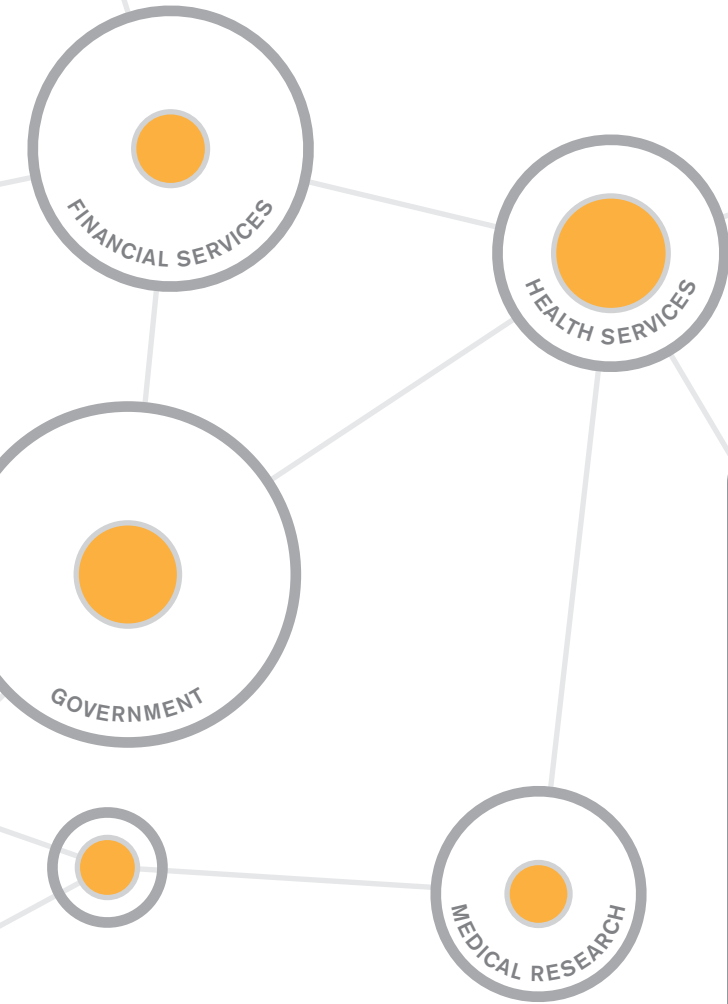 FINANCIAL SERVICES
HEALTH SERVICES
GOVERNMENT
MEDICAL RESEARCH